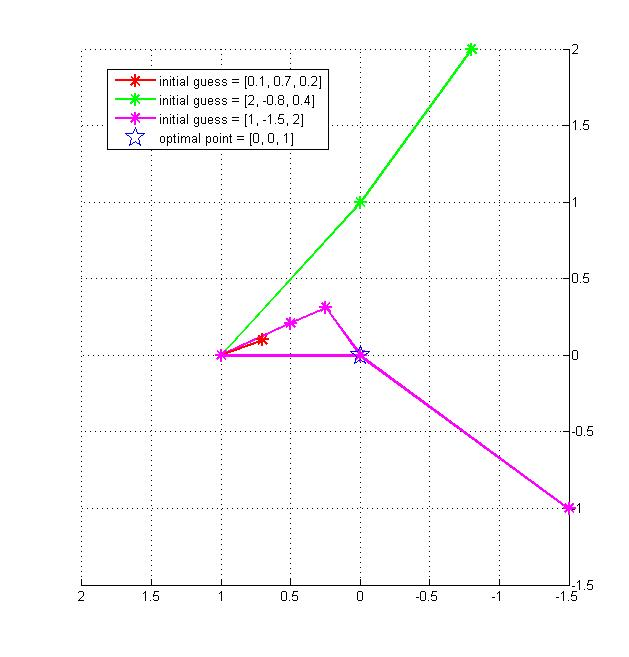 initial guess = [0.1, 0.7, 0.2]
initial guess = [2, -0.8, 0.4]
initial guess = [1, -1.5, 2]
optimal point = [0, 0, 1]
2
1.5
1
0.5
0
-0.5
-1
-1.5
2 1.5 1 0.5 0 -0.5 -1 -1.5